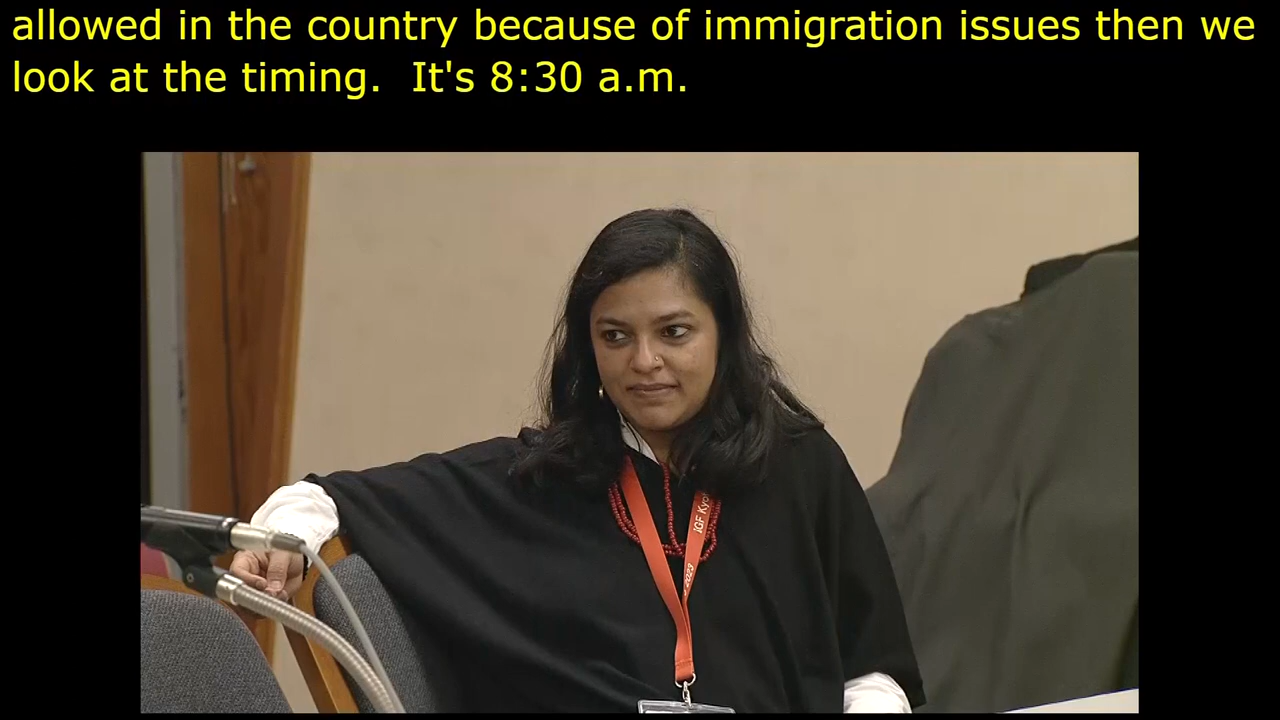 allowed in the country because of immigration issues then we
look at the timing.  It's 8:30 a.m.
IGF Kyo
2023